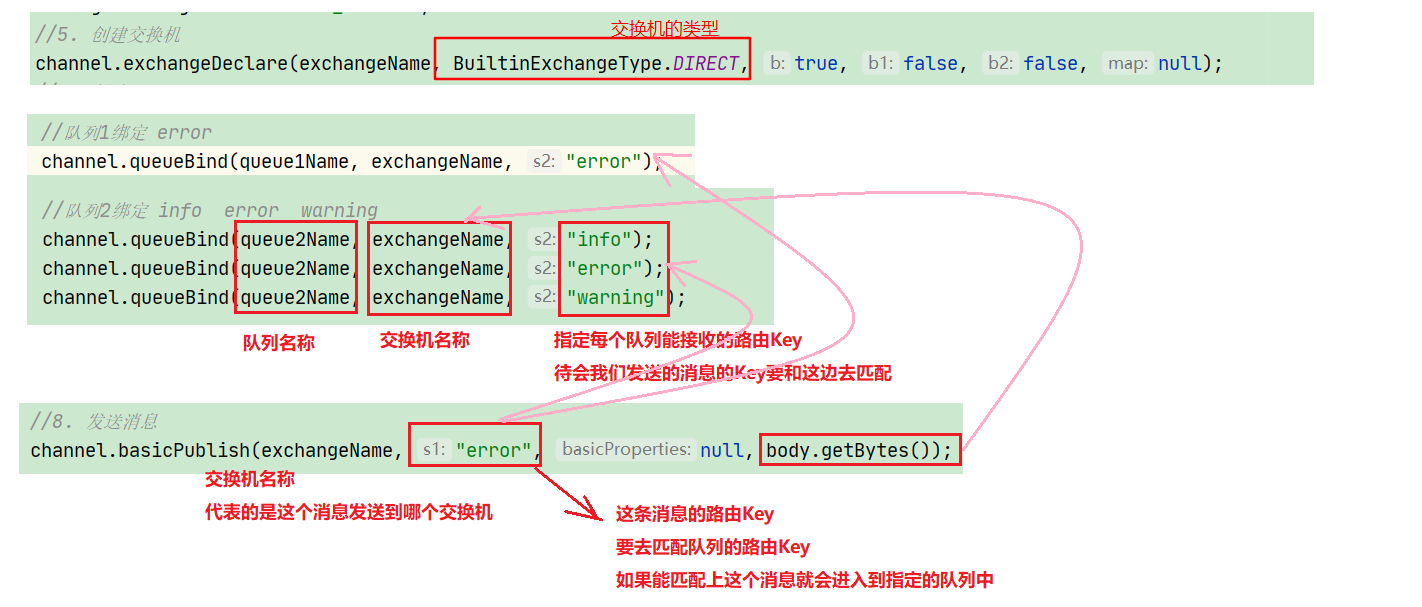 交换机的类型
//5. 创建交换机
channel.exchangeDeclare(exchangeName, BuiltinExchangeType.DIRECT, b: true, b1: false, b2: false, map: null);
//队列1绑定 error
channel.queueBind(queue1Name, exchangeName, s2: "error");
//队列2绑定 info error warning
channel.queueBind(queue2Name, exchangeName, s2: "info");
channel.queueBind(queue2Name, exchangeName, s2: "error");
channel.queueBind(queue2Name, exchangeName, s2: "warning");
队列名称 交换机名称 指定每个队列能接收的路由Key
待会我们发送的消息的Key要和这边去匹配
//8. 发送消息
channel.basicPublish(exchangeName, s1: "error", basicProperties: null, body.getBytes());
交换机名称
代表的是这个消息发送到哪个交换机
这条消息的路由Key
要去匹配队列的路由Key
如果能匹配上这个消息就会进入到指定的队列中